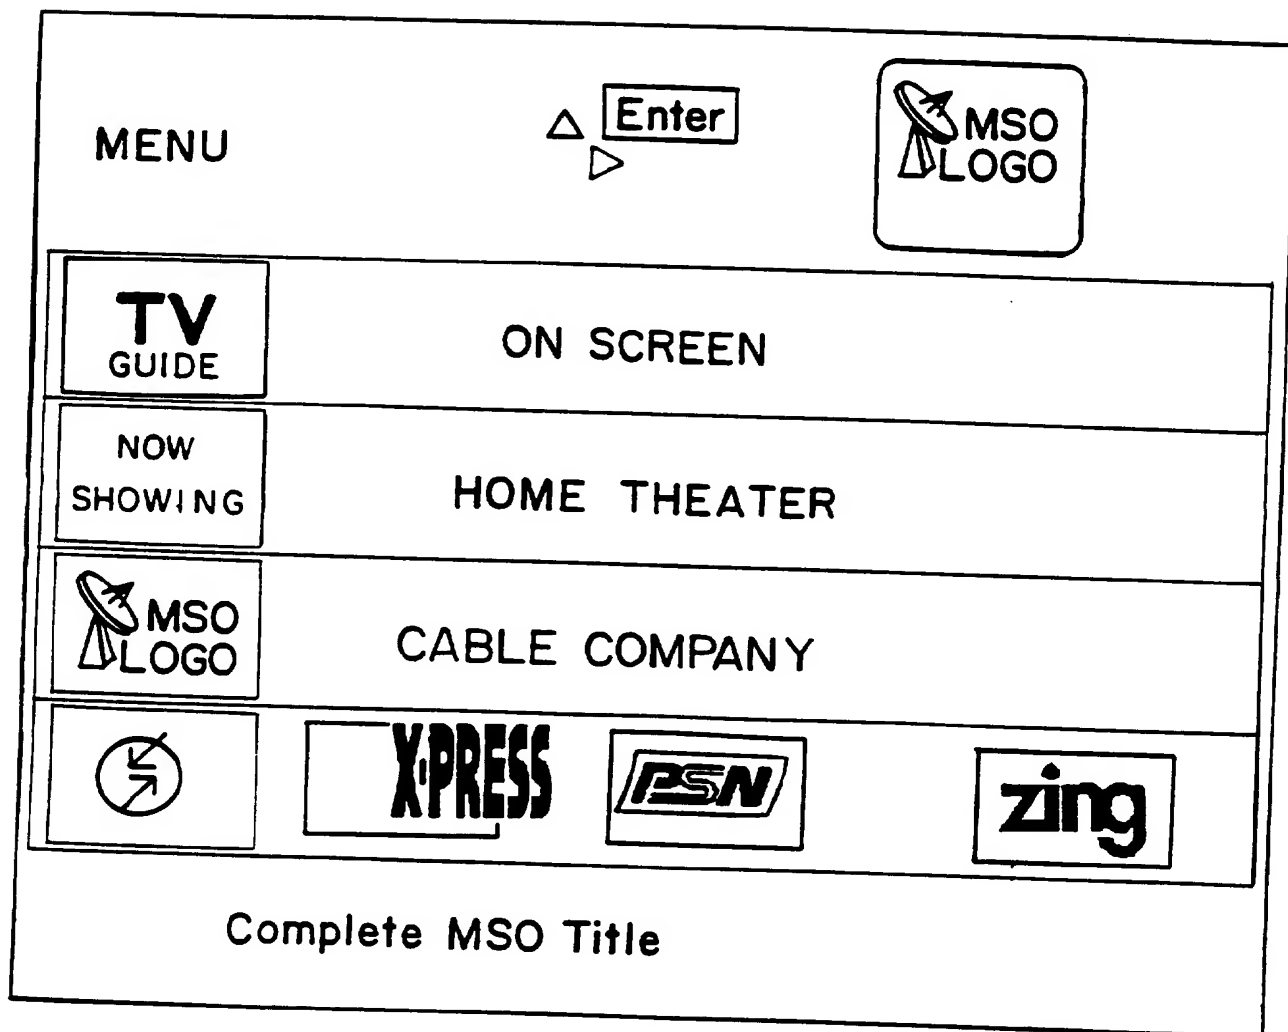 MENU
Enter
MSO
LOGO
TV
GUIDE
ON SCREEN
NOW
SHOWING
HOME THEATER
MSO
LOGO
CABLE COMPANY
X·PRESS
PSN
zing
Complete MSO Title